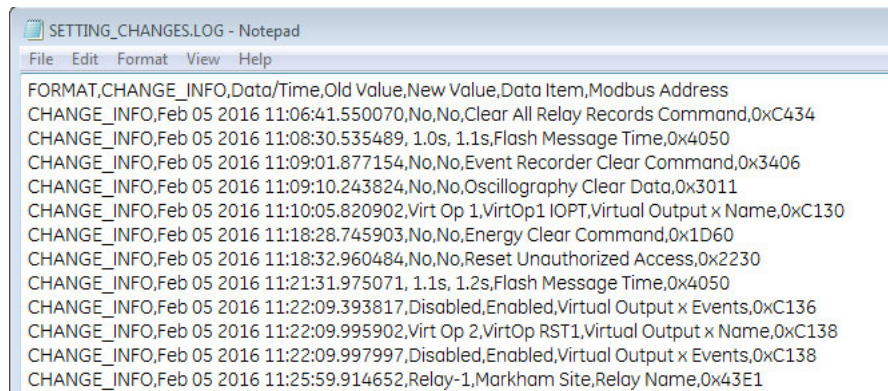 SETTING_CHANGES.LOG - Notepad
File Edit Format View Help
FORMAT,CHANGE_INFO,Data/Time,Old Value,New Value,Data Item,Modbus Address
CHANGE_INFO,Feb 05 2016 11:06:41.550070,No,No,Clear All Relay Records Command,0xC434
CHANGE_INFO,Feb 05 2016 11:08:30.535489, 1.0s, 1.1s,Flash Message Time,0x4050
CHANGE_INFO,Feb 05 2016 11:09:01.877154,No,No,Event Recorder Clear Command,0x3406
CHANGE_INFO,Feb 05 2016 11:09:10.243824,No,No,Oscillography Clear Data,0x3011
CHANGE_INFO,Feb 05 2016 11:10:05.820902,Virt Op 1,VirtOp1 IOPT,Virtual Output x Name,0xC130
CHANGE_INFO,Feb 05 2016 11:18:28.745903,No,No,Energy Clear Command,0x1D60
CHANGE_INFO,Feb 05 2016 11:18:32.960484,No,No,Reset Unauthorized Access,0x2230
CHANGE_INFO,Feb 05 2016 11:21:31.975071, 1.1s, 1.2s,Flash Message Time,0x4050
CHANGE_INFO,Feb 05 2016 11:22:09.393817,Disabled,Enabled,Virtual Output x Events,0xC136
CHANGE_INFO,Feb 05 2016 11:22:09.995902,Virt Op 2,VirtOp RST1,Virtual Output x Name,0xC138
CHANGE_INFO,Feb 05 2016 11:22:09.997997,Disabled,Enabled,Virtual Output x Events,0xC138
CHANGE_INFO,Feb 05 2016 11:25:59.914652,Relay-1,Markham Site,Relay Name,0x43E1